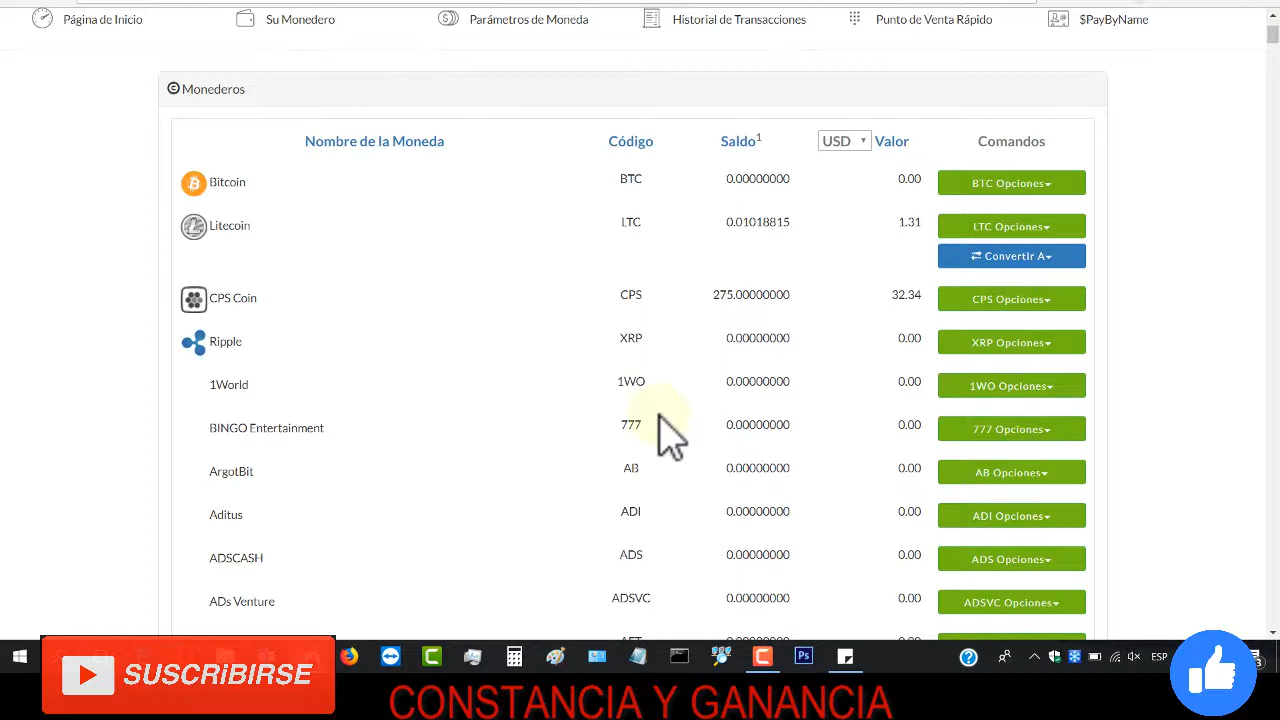 Página de Inicio Su Monedero Parámetros de Moneda Historial de Transacciones Punto de Venta Rápido $PayByName
Monederos
Nombre de la Moneda Código Saldo1 USD Valor Comandos
Bitcoin BTC 0.00000000 0.00 BTC Opciones
Litecoin LTC 0.01018815 1.31 LTC Opciones
Convertir A
CPS Coin CPS 275.00000000 32.34 CPS Opciones
Ripple XRP 0.00000000 0.00 XRP Opciones
1World 1WO 0.00000000 0.00 1WO Opciones
BINGO Entertainment 777 0.00000000 0.00 777 Opciones
ArgotBit AB 0.00000000 0.00 AB Opciones
Aditus ADI 0.00000000 0.00 ADI Opciones
ADSCASH ADS 0.00000000 0.00 ADS Opciones
ADs Venture ADSVC 0.00000000 0.00 ADSVC Opciones
SUSCRiBIRSE
ESP
3
CONSTANCIA Y GANANCIA